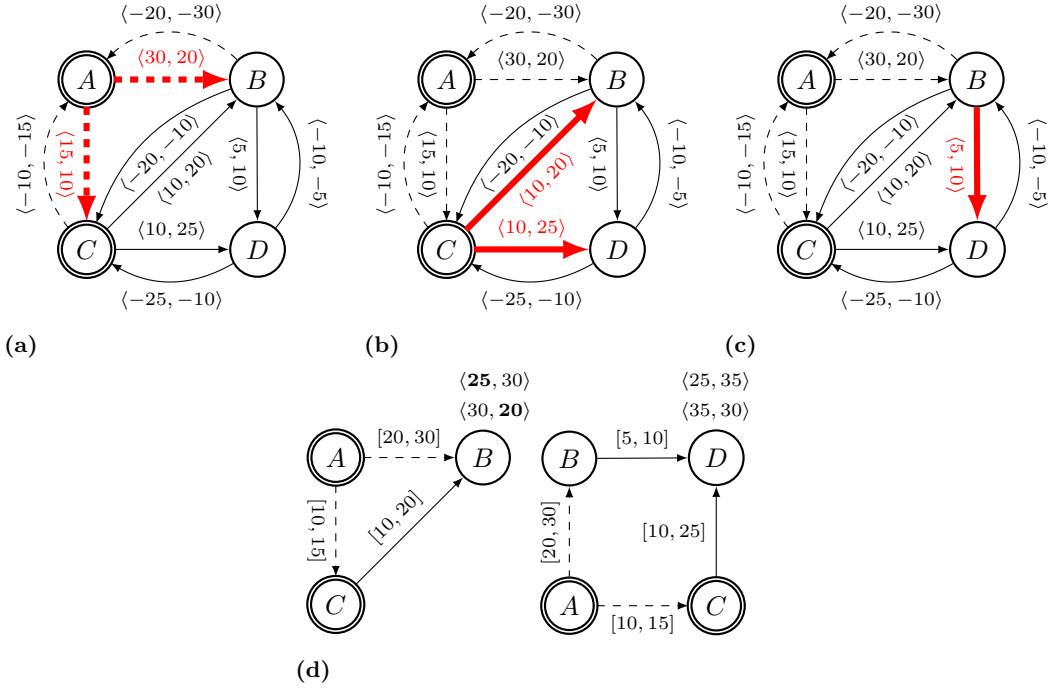 ⟨−20, −30⟩
A
⟨30, 20⟩
B
⟨−10, −15⟩
⟨15, 10⟩
⟨−20, −10⟩
⟨10, 20⟩
⟨5, 10⟩
⟨−10, −5⟩
C
⟨10, 25⟩
D
⟨−25, −10⟩
(a)
⟨−20, −30⟩
A
⟨30, 20⟩
B
⟨−10, −15⟩
⟨15, 10⟩
⟨−20, −10⟩
⟨10, 20⟩
⟨5, 10⟩
⟨−10, −5⟩
C
⟨10, 25⟩
D
⟨−25, −10⟩
(b)
⟨−20, −30⟩
A
⟨30, 20⟩
B
⟨−10, −15⟩
⟨15, 10⟩
⟨−20, −10⟩
⟨10, 20⟩
⟨5, 10⟩
⟨−10, −5⟩
C
⟨10, 25⟩
D
⟨−25, −10⟩
(c)
⟨25, 30⟩
⟨30, 20⟩
A
[20, 30]
B
[10, 15]
[10, 20]
C
⟨25, 35⟩
⟨35, 30⟩
B
[5, 10]
D
[20, 30]
[10, 25]
A
[10, 15]
C
(d)